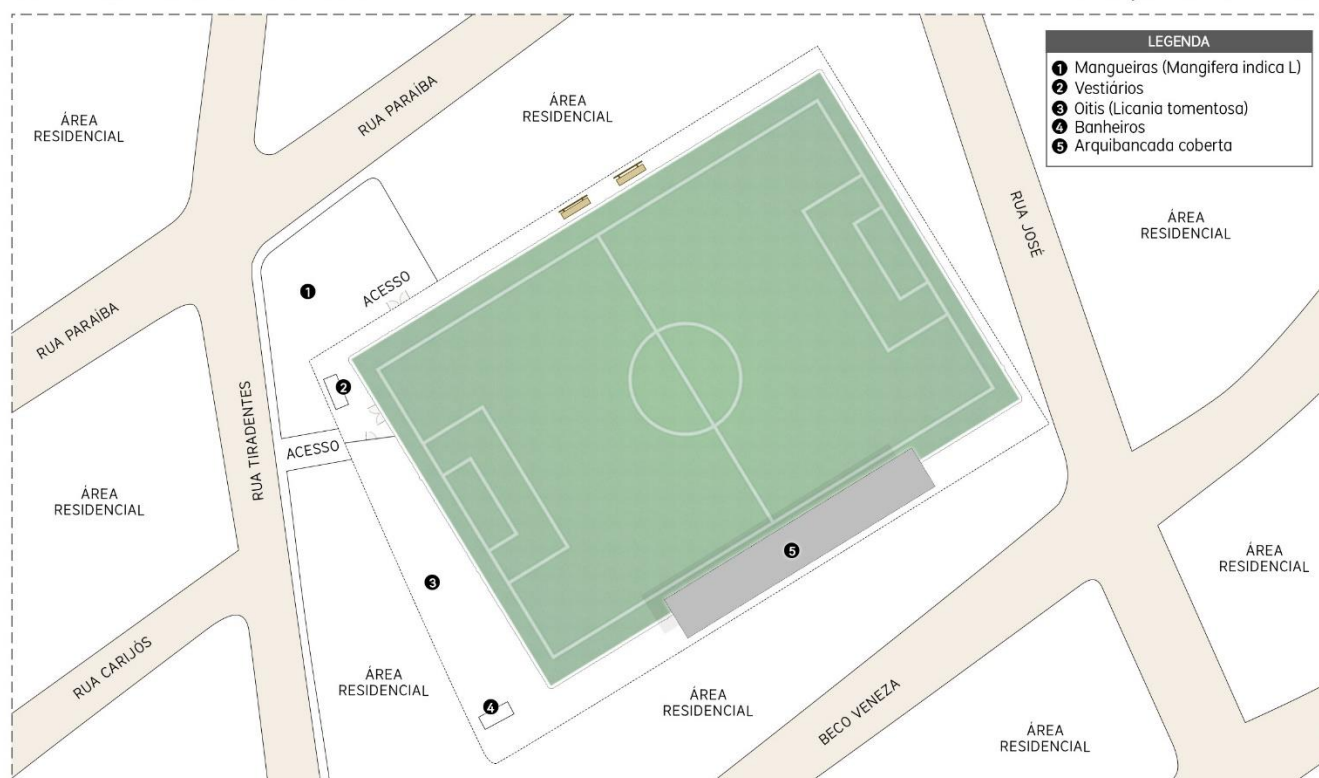 LEGENDA
1 Mangueiras (Mangifera indica L)
2 Vestiários
3 Oitis (Licania tomentosa)
4 Banheiros
5 Arquibancada coberta
ÁREA
RESIDENCIAL
RUA PARAÍBA
ÁREA
RESIDENCIAL
RUA JOSÉ
ÁREA
RESIDENCIAL
1
ACESSO
RUA PARAÍBA
2
RUA TIRADENTES
ACESSO
ÁREA
RESIDENCIAL
5
ÁREA
RESIDENCIAL
3
RUA CARIJÓS
ÁREA
RESIDENCIAL
4
ÁREA
RESIDENCIAL
BECO VENEZA
ÁREA
RESIDENCIAL